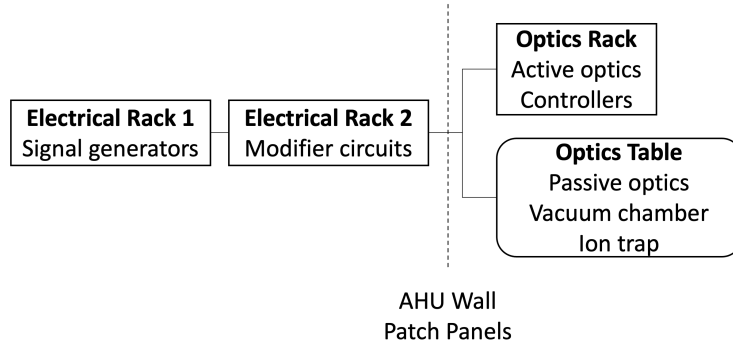 Electrical Rack 1
Signal generators
Electrical Rack 2
Modifier circuits
Optics Rack
Active optics
Controllers
Optics Table
Passive optics
Vacuum chamber
Ion trap
AHU Wall
Patch Panels